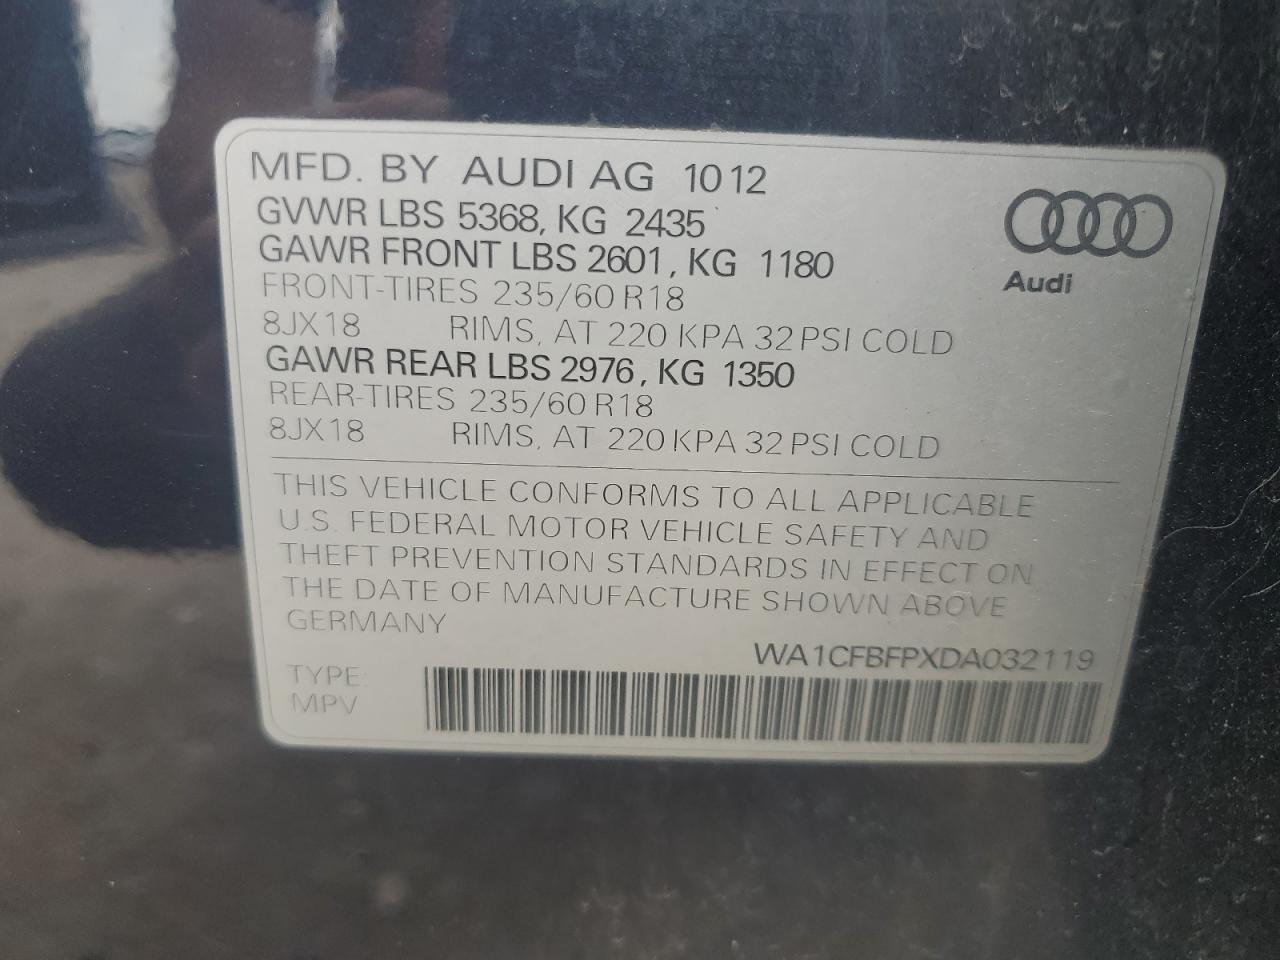 MFD. BY AUDI AG 10 12
GVWR LBS 5368, KG 2435
GAWR FRONT LBS 2601, KG 1180
FRONT-TIRES 235/60 R18
8JX18 RIMS, AT 220 KPA 32 PSI COLD
GAWR REAR LBS 2976, KG 1350
REAR-TIRES 235/60 R18
8JX18 RIMS, AT 220 KPA 32 PSI COLD
Audi
THIS VEHICLE CONFORMS TO ALL APPLICABLE
U.S. FEDERAL MOTOR VEHICLE SAFETY AND
THEFT PREVENTION STANDARDS IN EFFECT ON
THE DATE OF MANUFACTURE SHOWN ABOVE
GERMANY
WA1CFBFPXDA032119
TYPE:
MPV